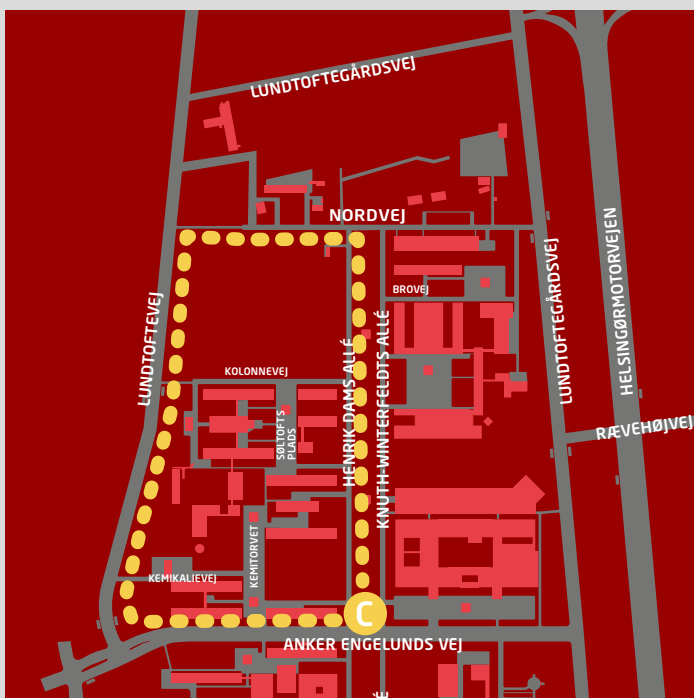 LUNDTOFTEGÅRDSVEJ
NORDVEJ
LUNDTOFTEVEJ
BROVEJ
HENRIK DAMS ALLÉ
KNUTH-WINTERFELDTS ALLÉ
LUNDTOFTEGÅRDSVEJ
HELSINGØRMOTORVEJEN
KOLONNEVEJ
SØLTOFTS
PLADS
RÆVEHØJVEJ
KEMITORVET
KEMIKALIEVEJ
C
ANKER ENGELUNDS VEJ